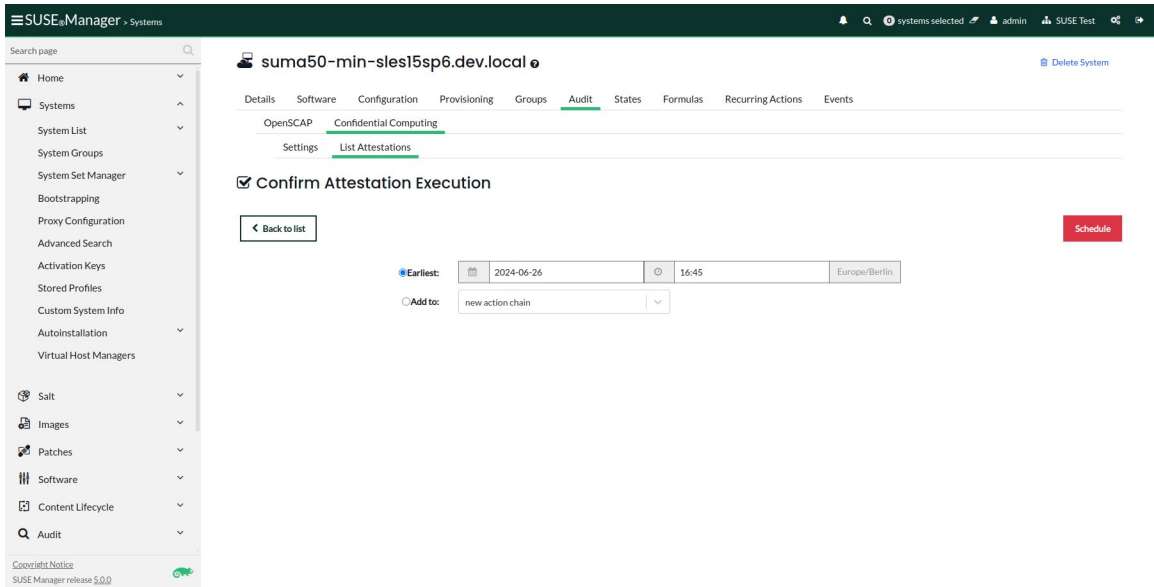 SUSE®Manager > Systems
0 systems selected admin SUSE Test
Search page
Home
Systems
System List
System Groups
System Set Manager
Bootstrapping
Proxy Configuration
Advanced Search
Activation Keys
Stored Profiles
Custom System Info
Autoinstallation
Virtual Host Managers
Salt
Images
Patches
Software
Content Lifecycle
Audit
Copyright Notice
SUSE Manager release 5.0.0
suma50-min-sles15sp6.dev.local
Delete System
Details Software Configuration Provisioning Groups Audit States Formulas Recurring Actions Events
OpenSCAP Confidential Computing
Settings List Attestations
Confirm Attestation Execution
Back to list
Schedule
Earliest: 2024-06-26 16:45 Europe/Berlin
Add to: new action chain